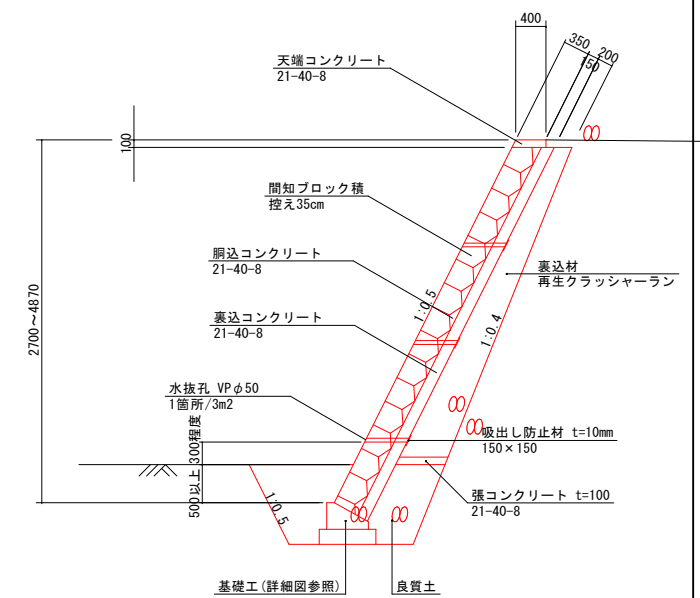 400
350
200
150
天端コンクリート
21-40-8
100
間知ブロック積
控え35cm
胴込コンクリート
21-40-8
裏込材
再生クラッシャーラン
裏込コンクリート
21-40-8
1:0.5
1:0.4
2700~4870
水抜孔 VPφ50
1箇所/3m2
300程度
500以上
吸出し防止材 t=10mm
150×150
1:0.5
張コンクリート t=100
21-40-8
基礎工(詳細図参照)
良質土